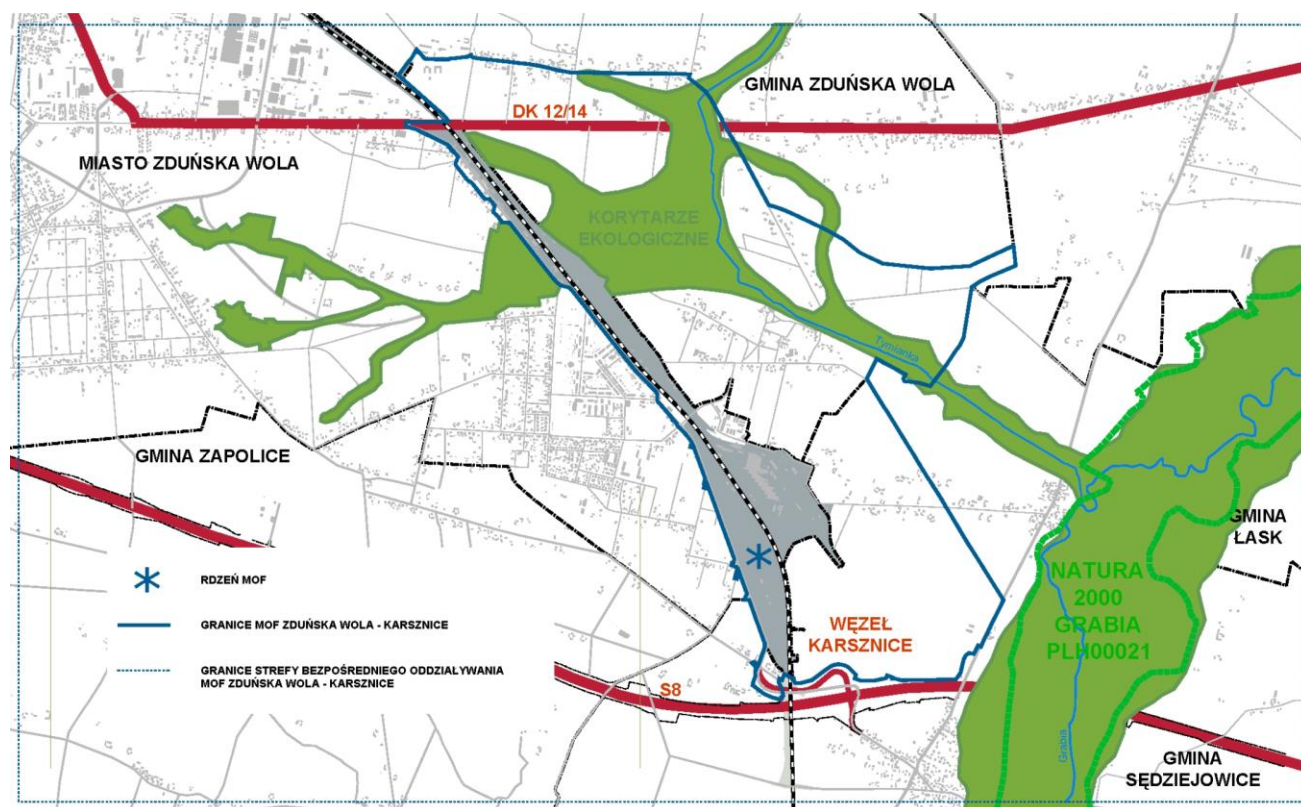 GMINA ZDUŃSKA WOLA
DK 12/14
MIASTO ZDUŃSKA WOLA
KORYTARZE
EKOLOGICZNE
Tymianka
GMINA ZAPOLICE
GMINA
ŁASK
NATURA
2000
GRABIA
PLH00021
RDZEŃ MOF
GRANICE MOF ZDUŃSKA WOLA - KARSZNICE
GRANICE STREFY BEZPOŚREDNIEGO ODDZIAŁYWANIA
MOF ZDUŃSKA WOLA - KARSZNICE
WĘZEŁ
KARSZNICE
S8
Grabia
GMINA
SĘDZIEJOWICE